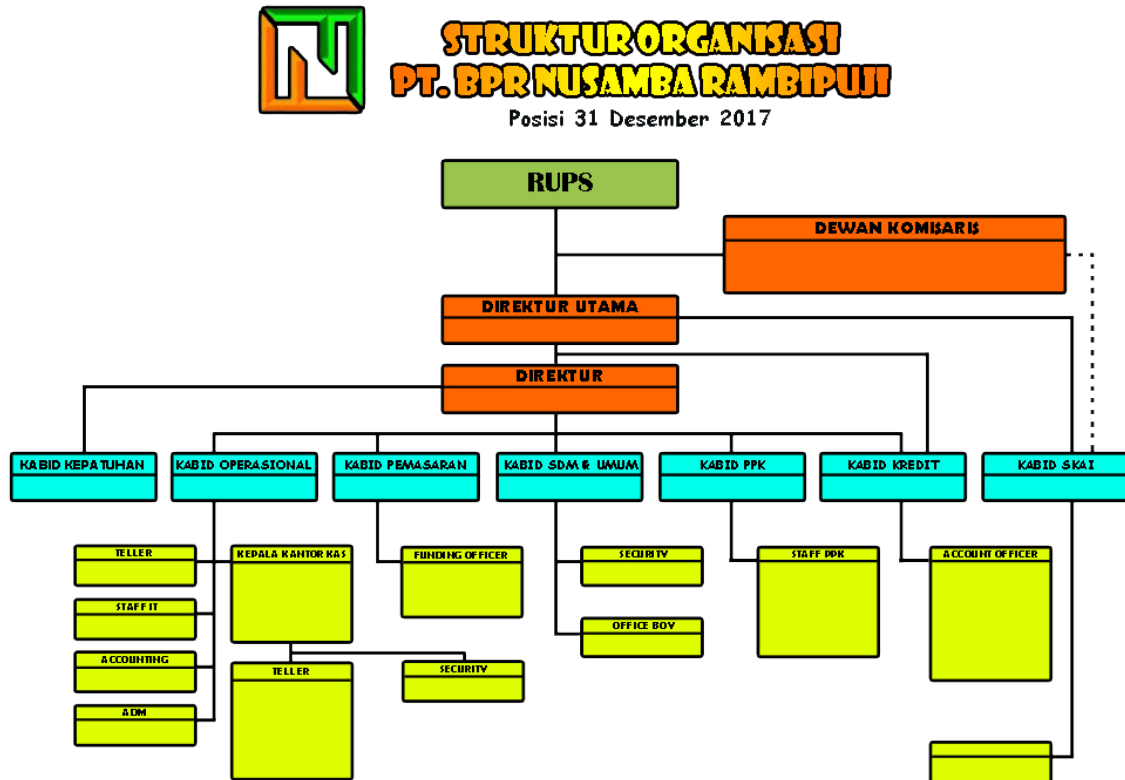 STRUKTUR ORGANISASI
PT. BPR NUSAMBA RAMBIPUJI
Posisi 31 Desember 2017
RUPS
DEWAN KOMISARIS
DIREKTUR UTAMA
DIREKTUR
KABID KEPATUHAN
KABID OPERASIONAL
KABID PEMASARAN
KABID SDM & UMUM
KABID PPK
KABID KREDIT
KABID SKAI
TELLER
KEPALA KANTOR KAS
FUNDING OFFICER
SECURITY
STAFF PPK
ACCOUNT OFFICER
STAFF IT
OFFICE BOY
ACCOUNTING
TELLER
SECURITY
ADM